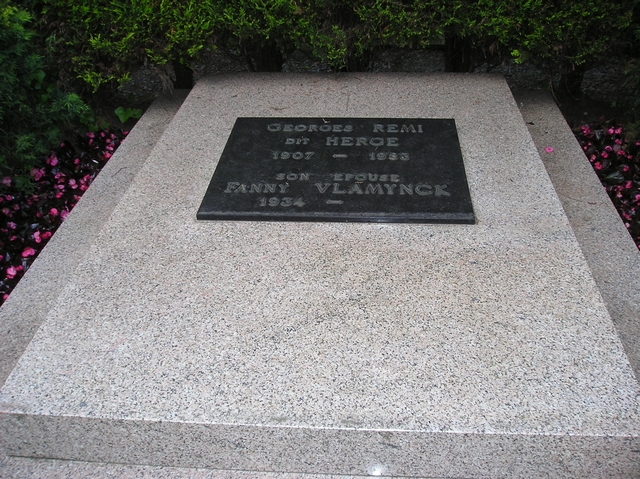 GEORGES REMI
DIT HERGE
1907 – 1983
SON EPOUSE
FANNY VLAMYNCK
1934 –